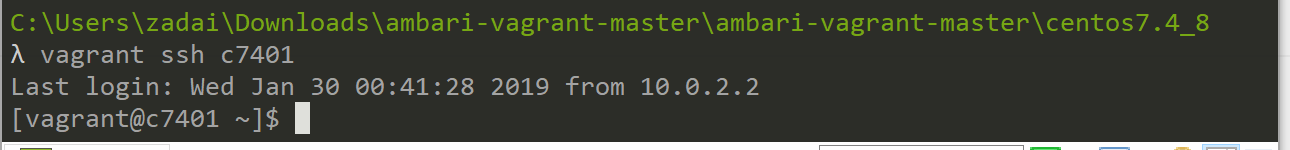 C:\Users\zadai\Downloads\ambari-vagrant-master\ambari-vagrant-master\centos7.4_8
λ vagrant ssh c7401
Last login: Wed Jan 30 00:41:28 2019 from 10.0.2.2
[vagrant@c7401 ~]$